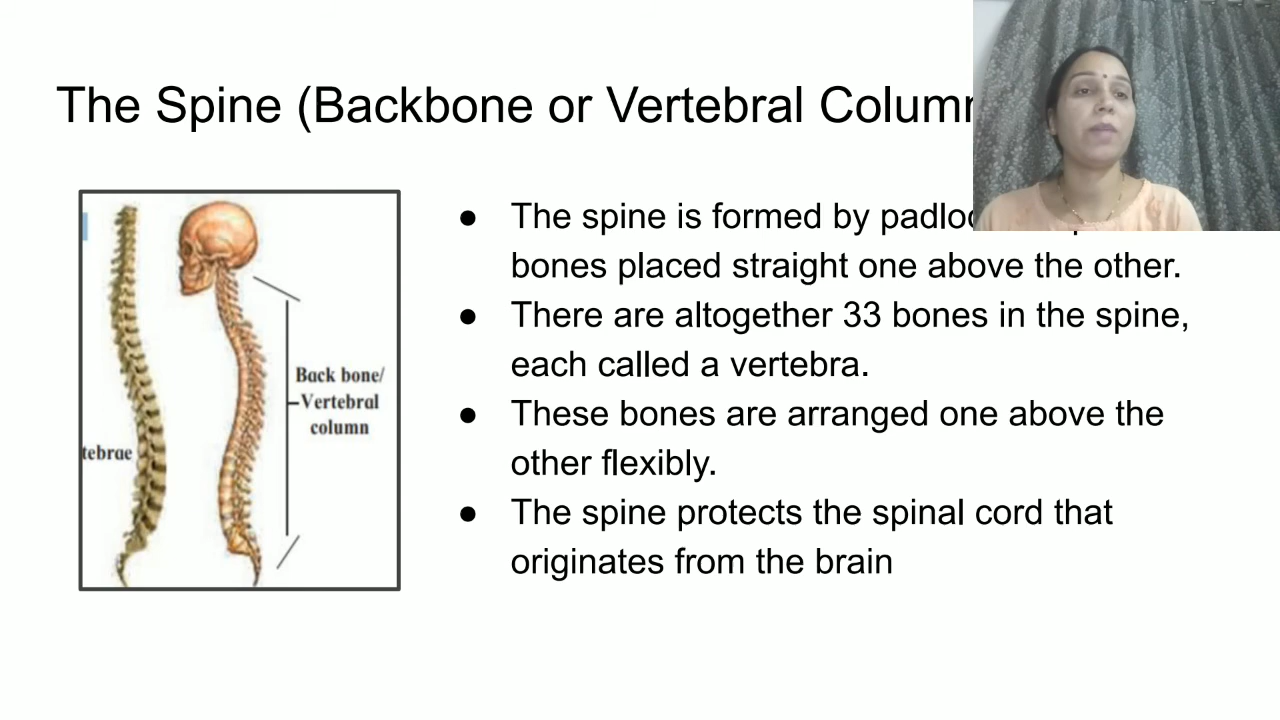 The Spine (Backbone or Vertebral Column
● The spine is formed by
bones placed straight one above the other.
● There are altogether 33 bones in the spine,
each called a vertebra.
● These bones are arranged one above the
other flexibly.
● The spine protects the spinal cord that
originates from the brain
Back bone/
Vertebral
column
tebrae